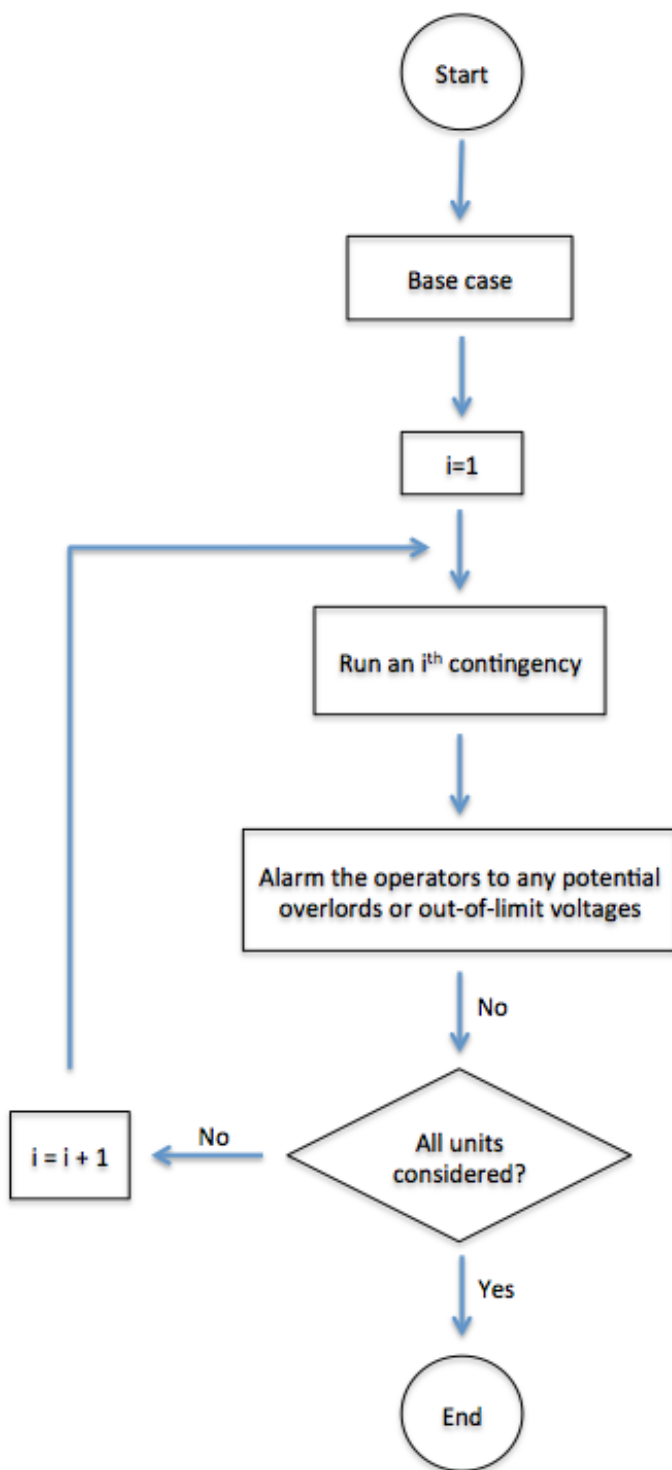 Start
Base case
i=1
Run an iᵗʰ contingency
Alarm the operators to any potential
overlords or out-of-limit voltages
No
All units
considered?
No
i = i + 1
Yes
End